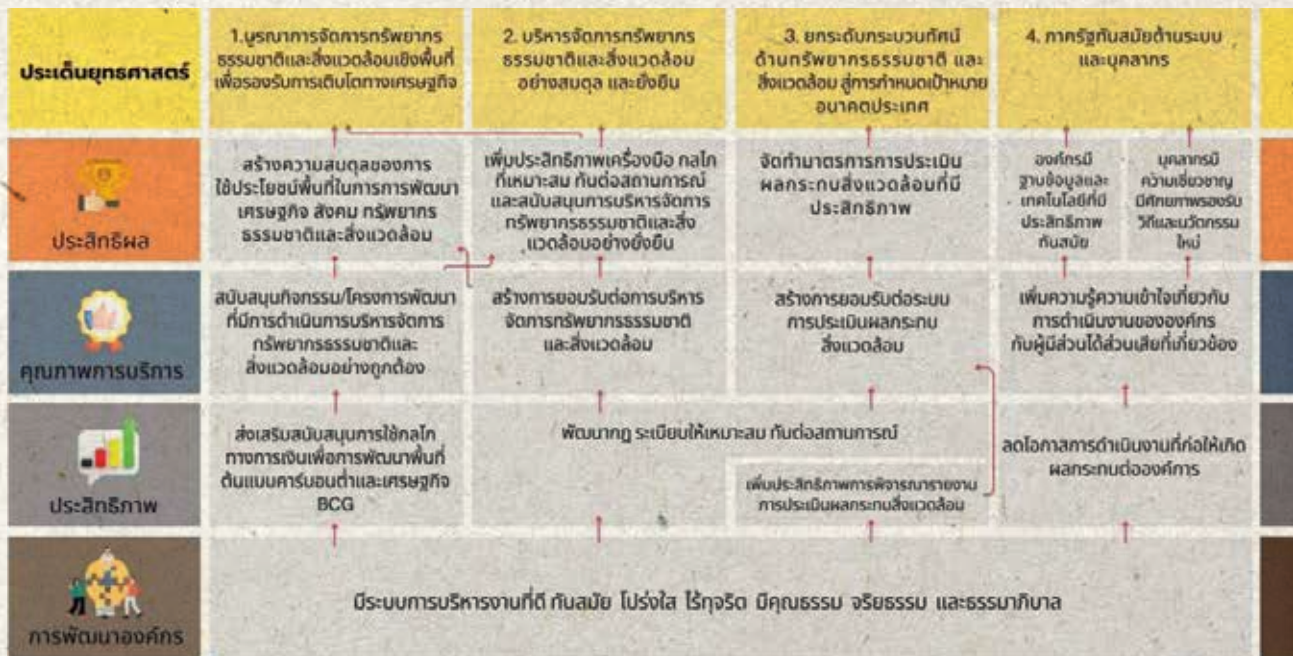 ประเด็นยุทธศาสตร์
1.บูรณาการจัดการทรัพยากร
ธรรมชาติและสิ่งแวดล้อมเชิงพื้นที่
เพื่อรองรับการเติบโตทางเศรษฐกิจ
2. บริหารจัดการทรัพยากร
ธรรมชาติและสิ่งแวดล้อม
อย่างสมดุล และยั่งยืน
3. ยกระดับกระบวนทัศน์
ด้านทรัพยากรธรรมชาติ และ
สิ่งแวดล้อม สู่การกำหนดเป้าหมาย
อนาคตประเทศ
4. ภาครัฐทันสมัยด้านระบบ
และบุคลากร
ประสิทธิผล
สร้างความสมดุลของการ
ใช้ประโยชน์พื้นที่ในการการพัฒนา
เศรษฐกิจ สังคม ทรัพยากร
ธรรมชาติและสิ่งแวดล้อม
เพิ่มประสิทธิภาพเครื่องมือ กลไก
ที่เหมาะสม ทันต่อสถานการณ์
และสนับสนุนการบริหารจัดการ
ทรัพยากรธรรมชาติและสิ่ง
แวดล้อมอย่างยั่งยืน
จัดทำมาตรการการประเมิน
ผลกระทบสิ่งแวดล้อมที่มี
ประสิทธิภาพ
องค์กรมี
ฐานข้อมูลและ
เทคโนโลยีที่มี
ประสิทธิภาพ
ทันสมัย
บุคลากรมี
ความเชี่ยวชาญ
มีศักยภาพรองรับ
วิถีและนวัตกรรม
ใหม่
คุณภาพการบริการ
สนับสนุนกิจกรรม/โครงการพัฒนา
ที่มีการดำเนินการบริหารจัดการ
ทรัพยากรธรรมชาติและ
สิ่งแวดล้อมอย่างถูกต้อง
สร้างการยอมรับต่อการบริหาร
จัดการทรัพยากรธรรมชาติ
และสิ่งแวดล้อม
สร้างการยอมรับต่อระบบ
การประเมินผลกระทบ
สิ่งแวดล้อม
เพิ่มความรู้ความเข้าใจเกี่ยวกับ
การดำเนินงานขององค์กร
กับผู้มีส่วนได้ส่วนเสียที่เกี่ยวข้อง
ประสิทธิภาพ
ส่งเสริมสนับสนุนการใช้กลไก
ทางการเงินเพื่อการพัฒนาพื้นที่
ต้นแบบคาร์บอนต่ำและเศรษฐกิจ
BCG
พัฒนากฎ ระเบียบให้เหมาะสม ทันต่อสถานการณ์
เพิ่มประสิทธิภาพการพิจารณารายงาน
การประเมินผลกระทบสิ่งแวดล้อม
ลดโอกาสการดำเนินงานที่ก่อให้เกิด
ผลกระทบต่อองค์การ
การพัฒนาองค์กร
มีระบบการบริหารงานที่ดี ทันสมัย โปร่งใส ไร้ทุจริต มีคุณธรรม จริยธรรม และธรรมาภิบาล